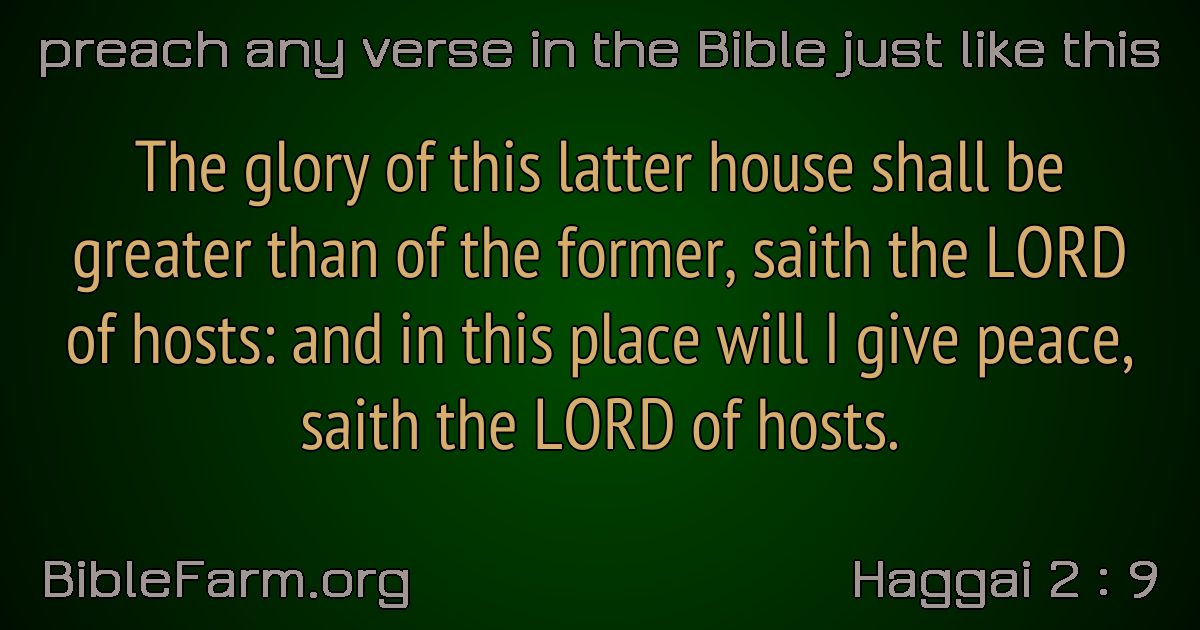 preach any verse in the Bible just like this
The glory of this latter house shall be
greater than of the former, saith the LORD
of hosts: and in this place will I give peace,
saith the LORD of hosts.
BibleFarm.org
Haggai 2 : 9